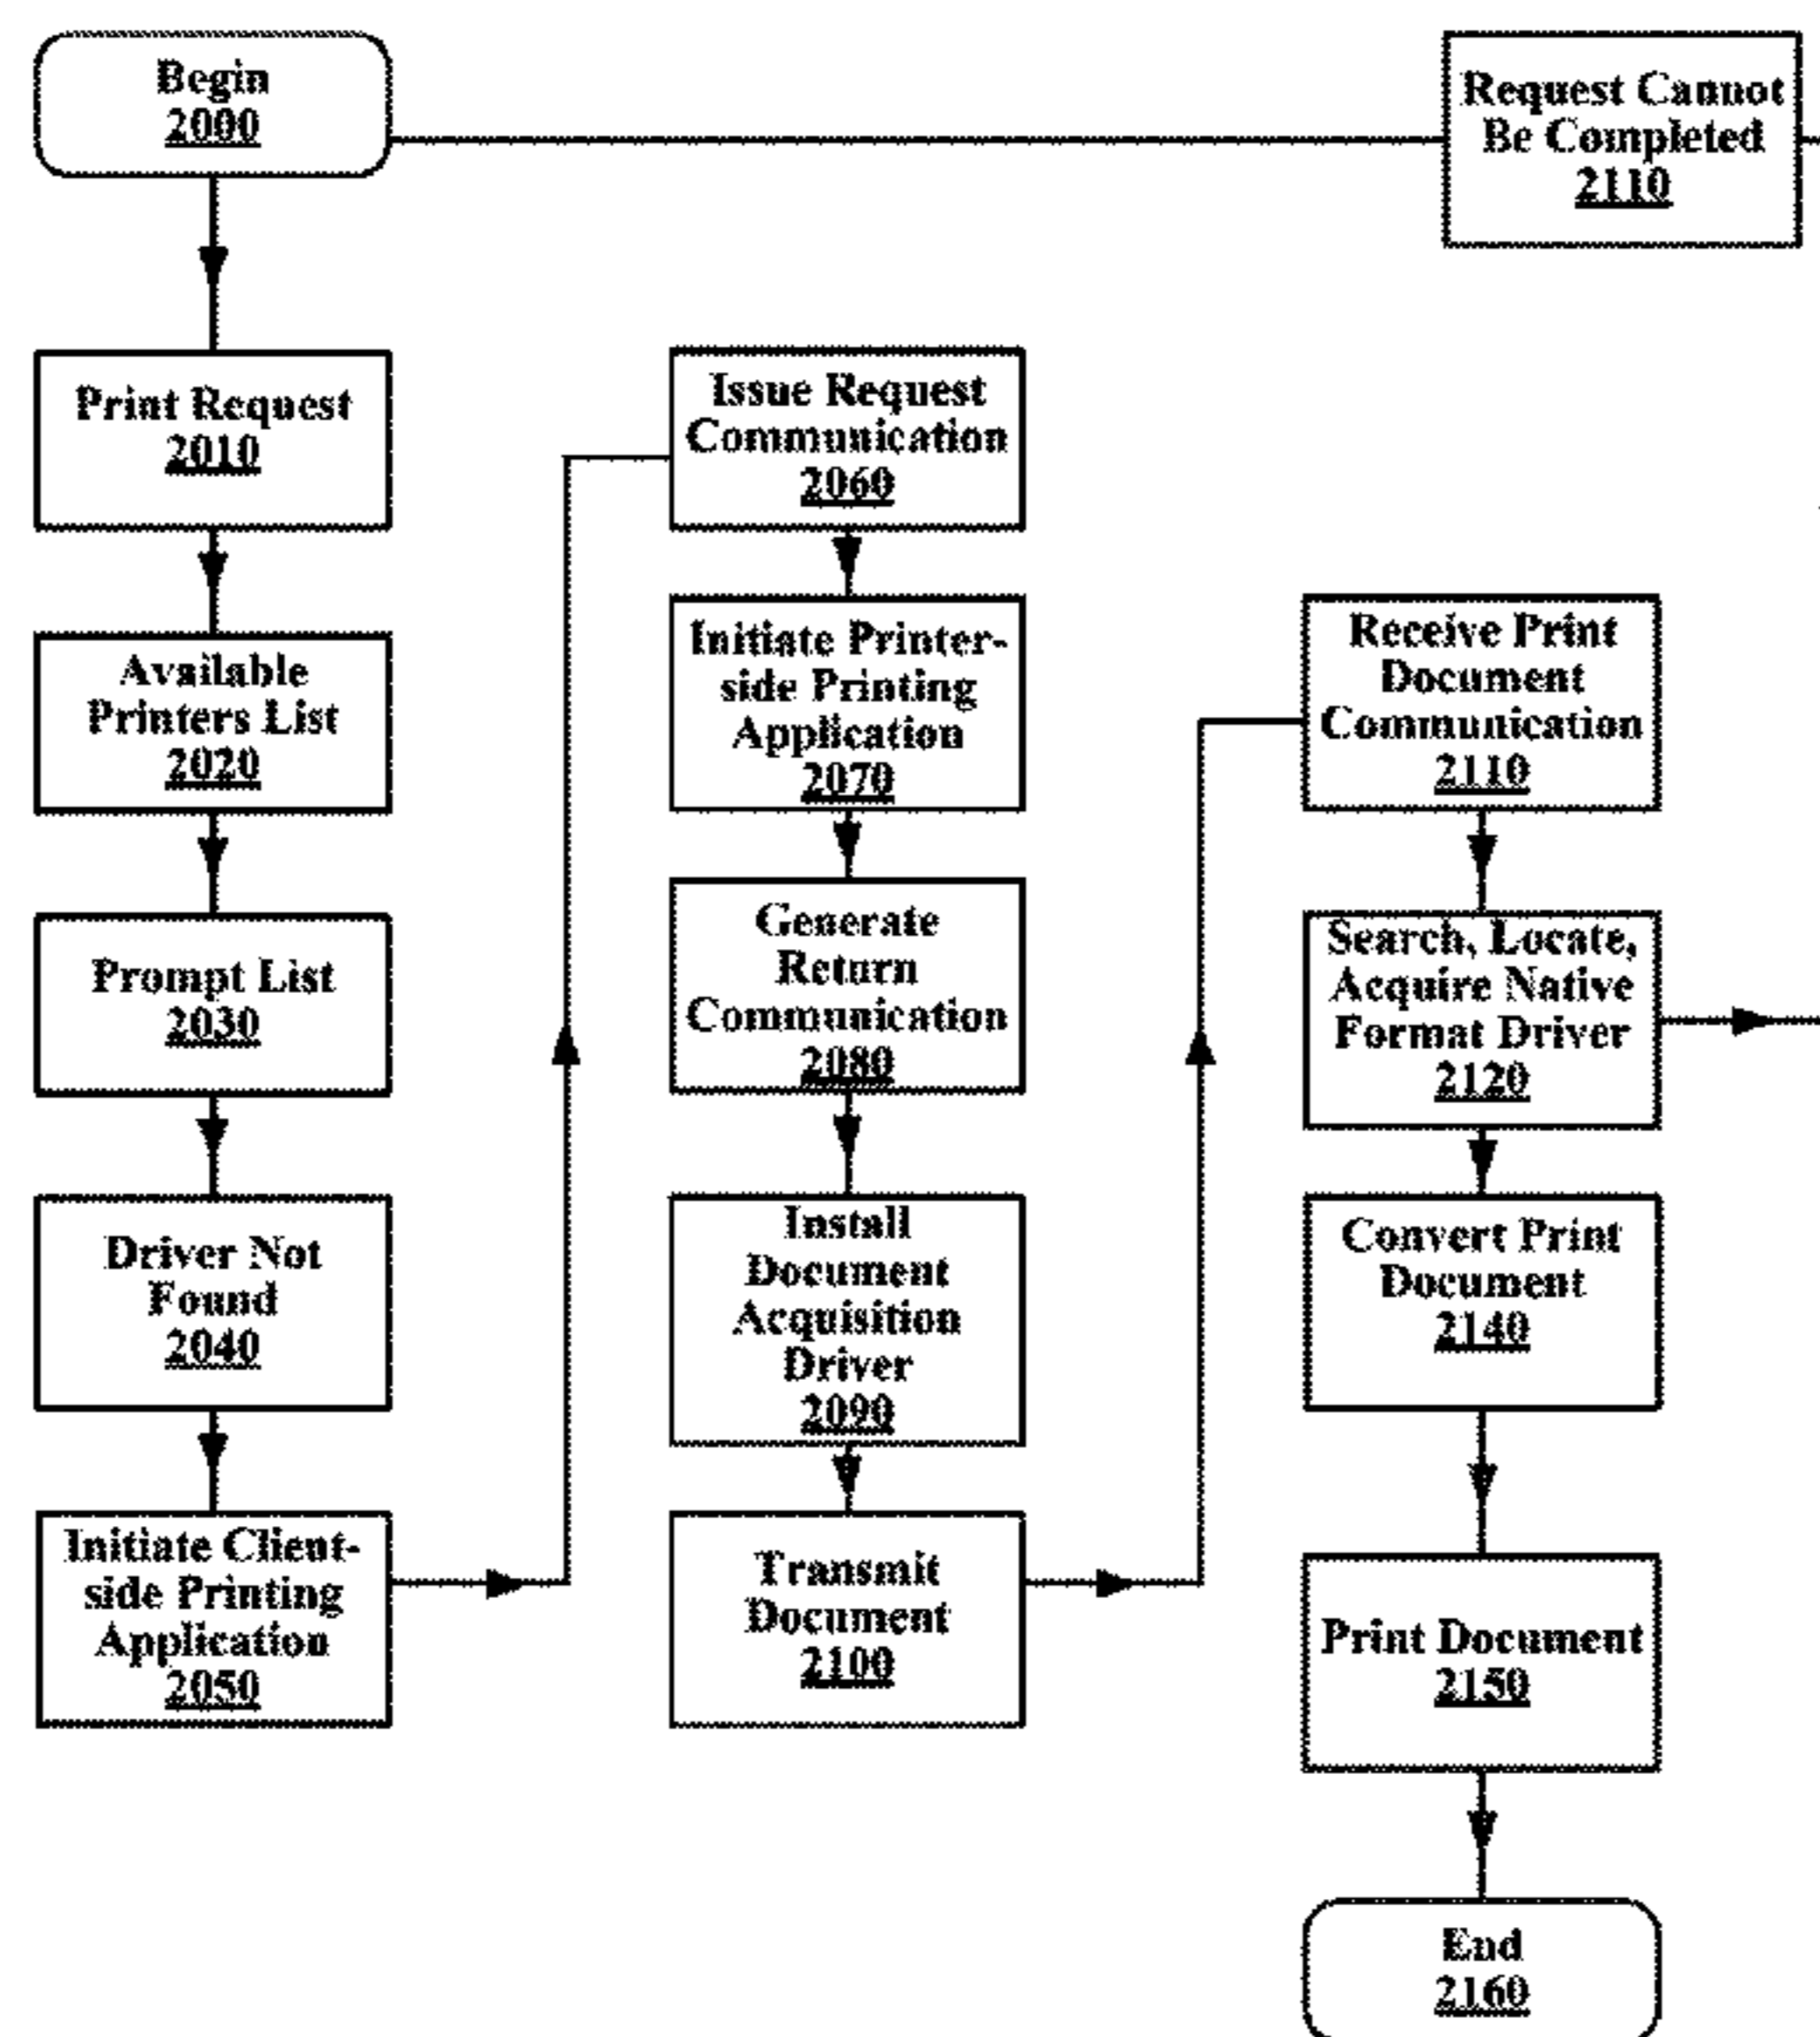 Begin
2000
Request Cannot
Be Completed
2110
Print Request
2010
Available
Printers List
2020
Prompt List
2030
Driver Not
Found
2040
Initiate Client-
side Printing
Application
2050
Issue Request
Communication
2060
Initiate Printer-
side Printing
Application
2070
Generate
Return
Communication
2080
Install
Document
Acquisition
Driver
2090
Transmit
Document
2100
Receive Print
Document
Communication
2110
Search, Locate,
Acquire Native
Format Driver
2120
Convert Print
Document
2140
Print Document
2150
End
2160